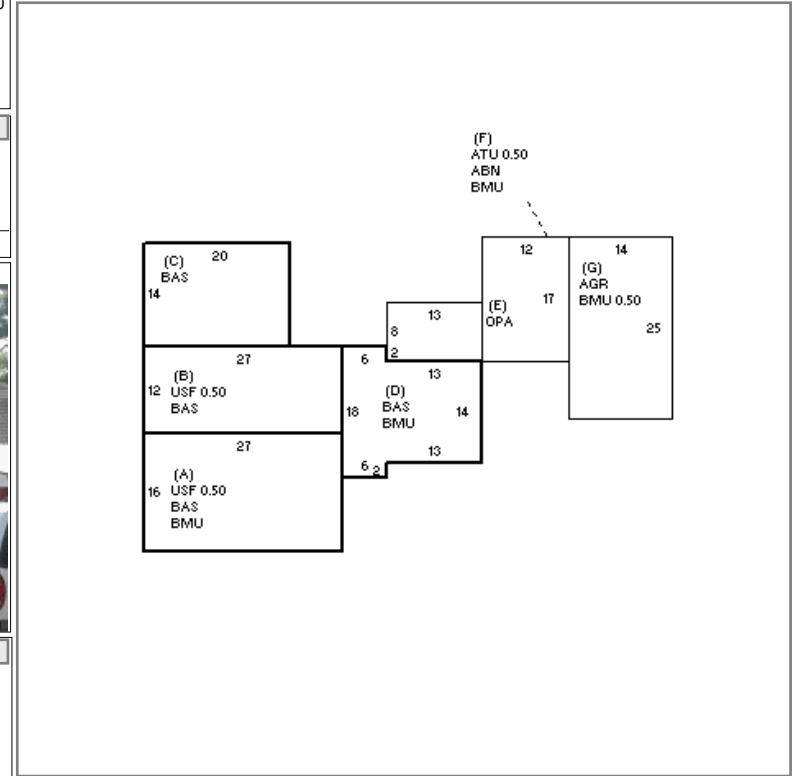 (F)
ATU 0.50
ABN
BMU
(C)
BAS
20
14
12
14
(G)
AGR
BMU 0.50
(E)
OPA
17
25
13
8
2
27
12
(B)
USF 0.50
BAS
6
13
18
(D)
BAS
BMU
14
13
6
2
27
16
(A)
USF 0.50
BAS
BMU